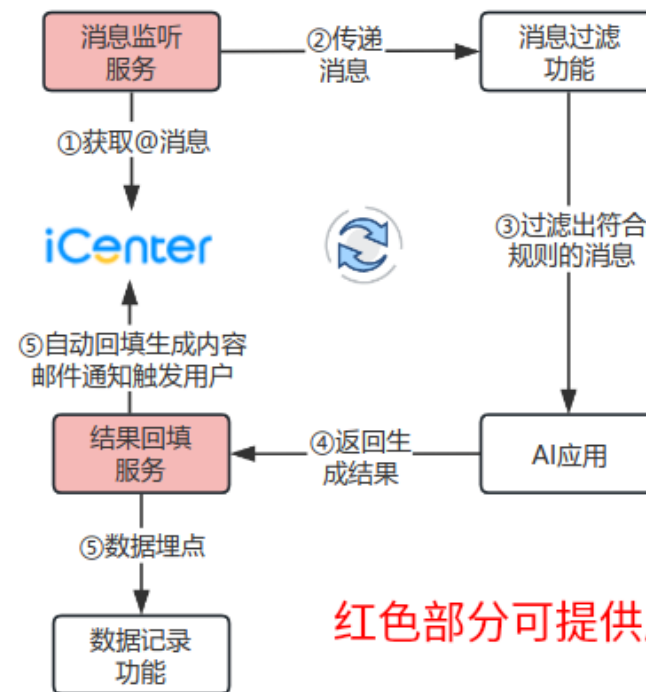 消息监听
服务
②传递
消息
消息过滤
功能
①获取@消息
iCenter
③过滤出符合
规则的消息
⑤自动回填生成内容
邮件通知触发用户
结果回填
服务
④返回生
成结果
AI应用
⑤数据埋点
数据记录
功能
红色部分可提供